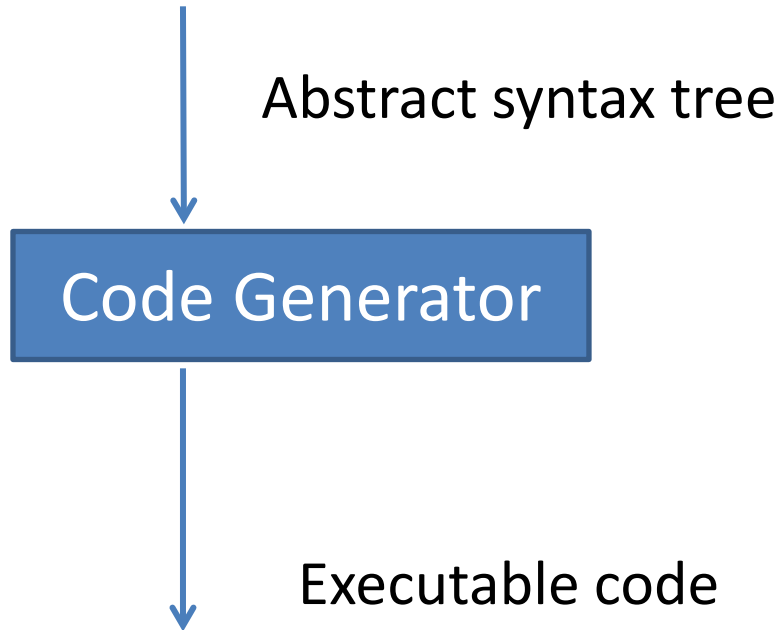 Abstract syntax tree
Code Generator
Executable code